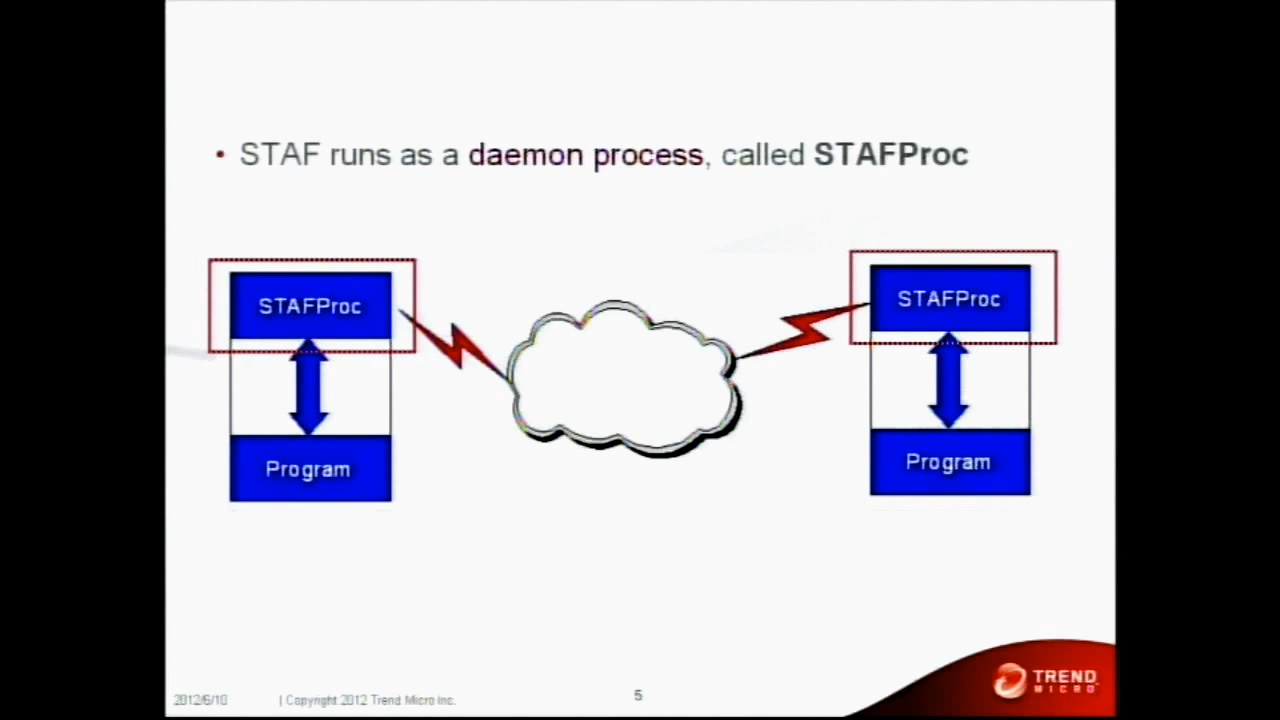 • STAF runs as a daemon process, called STAFProc
STAFProc
STAFProc
Program
Program
2012/6/10
| Copyright 2012 Trend Micro Inc.
5
TREND
MICRO